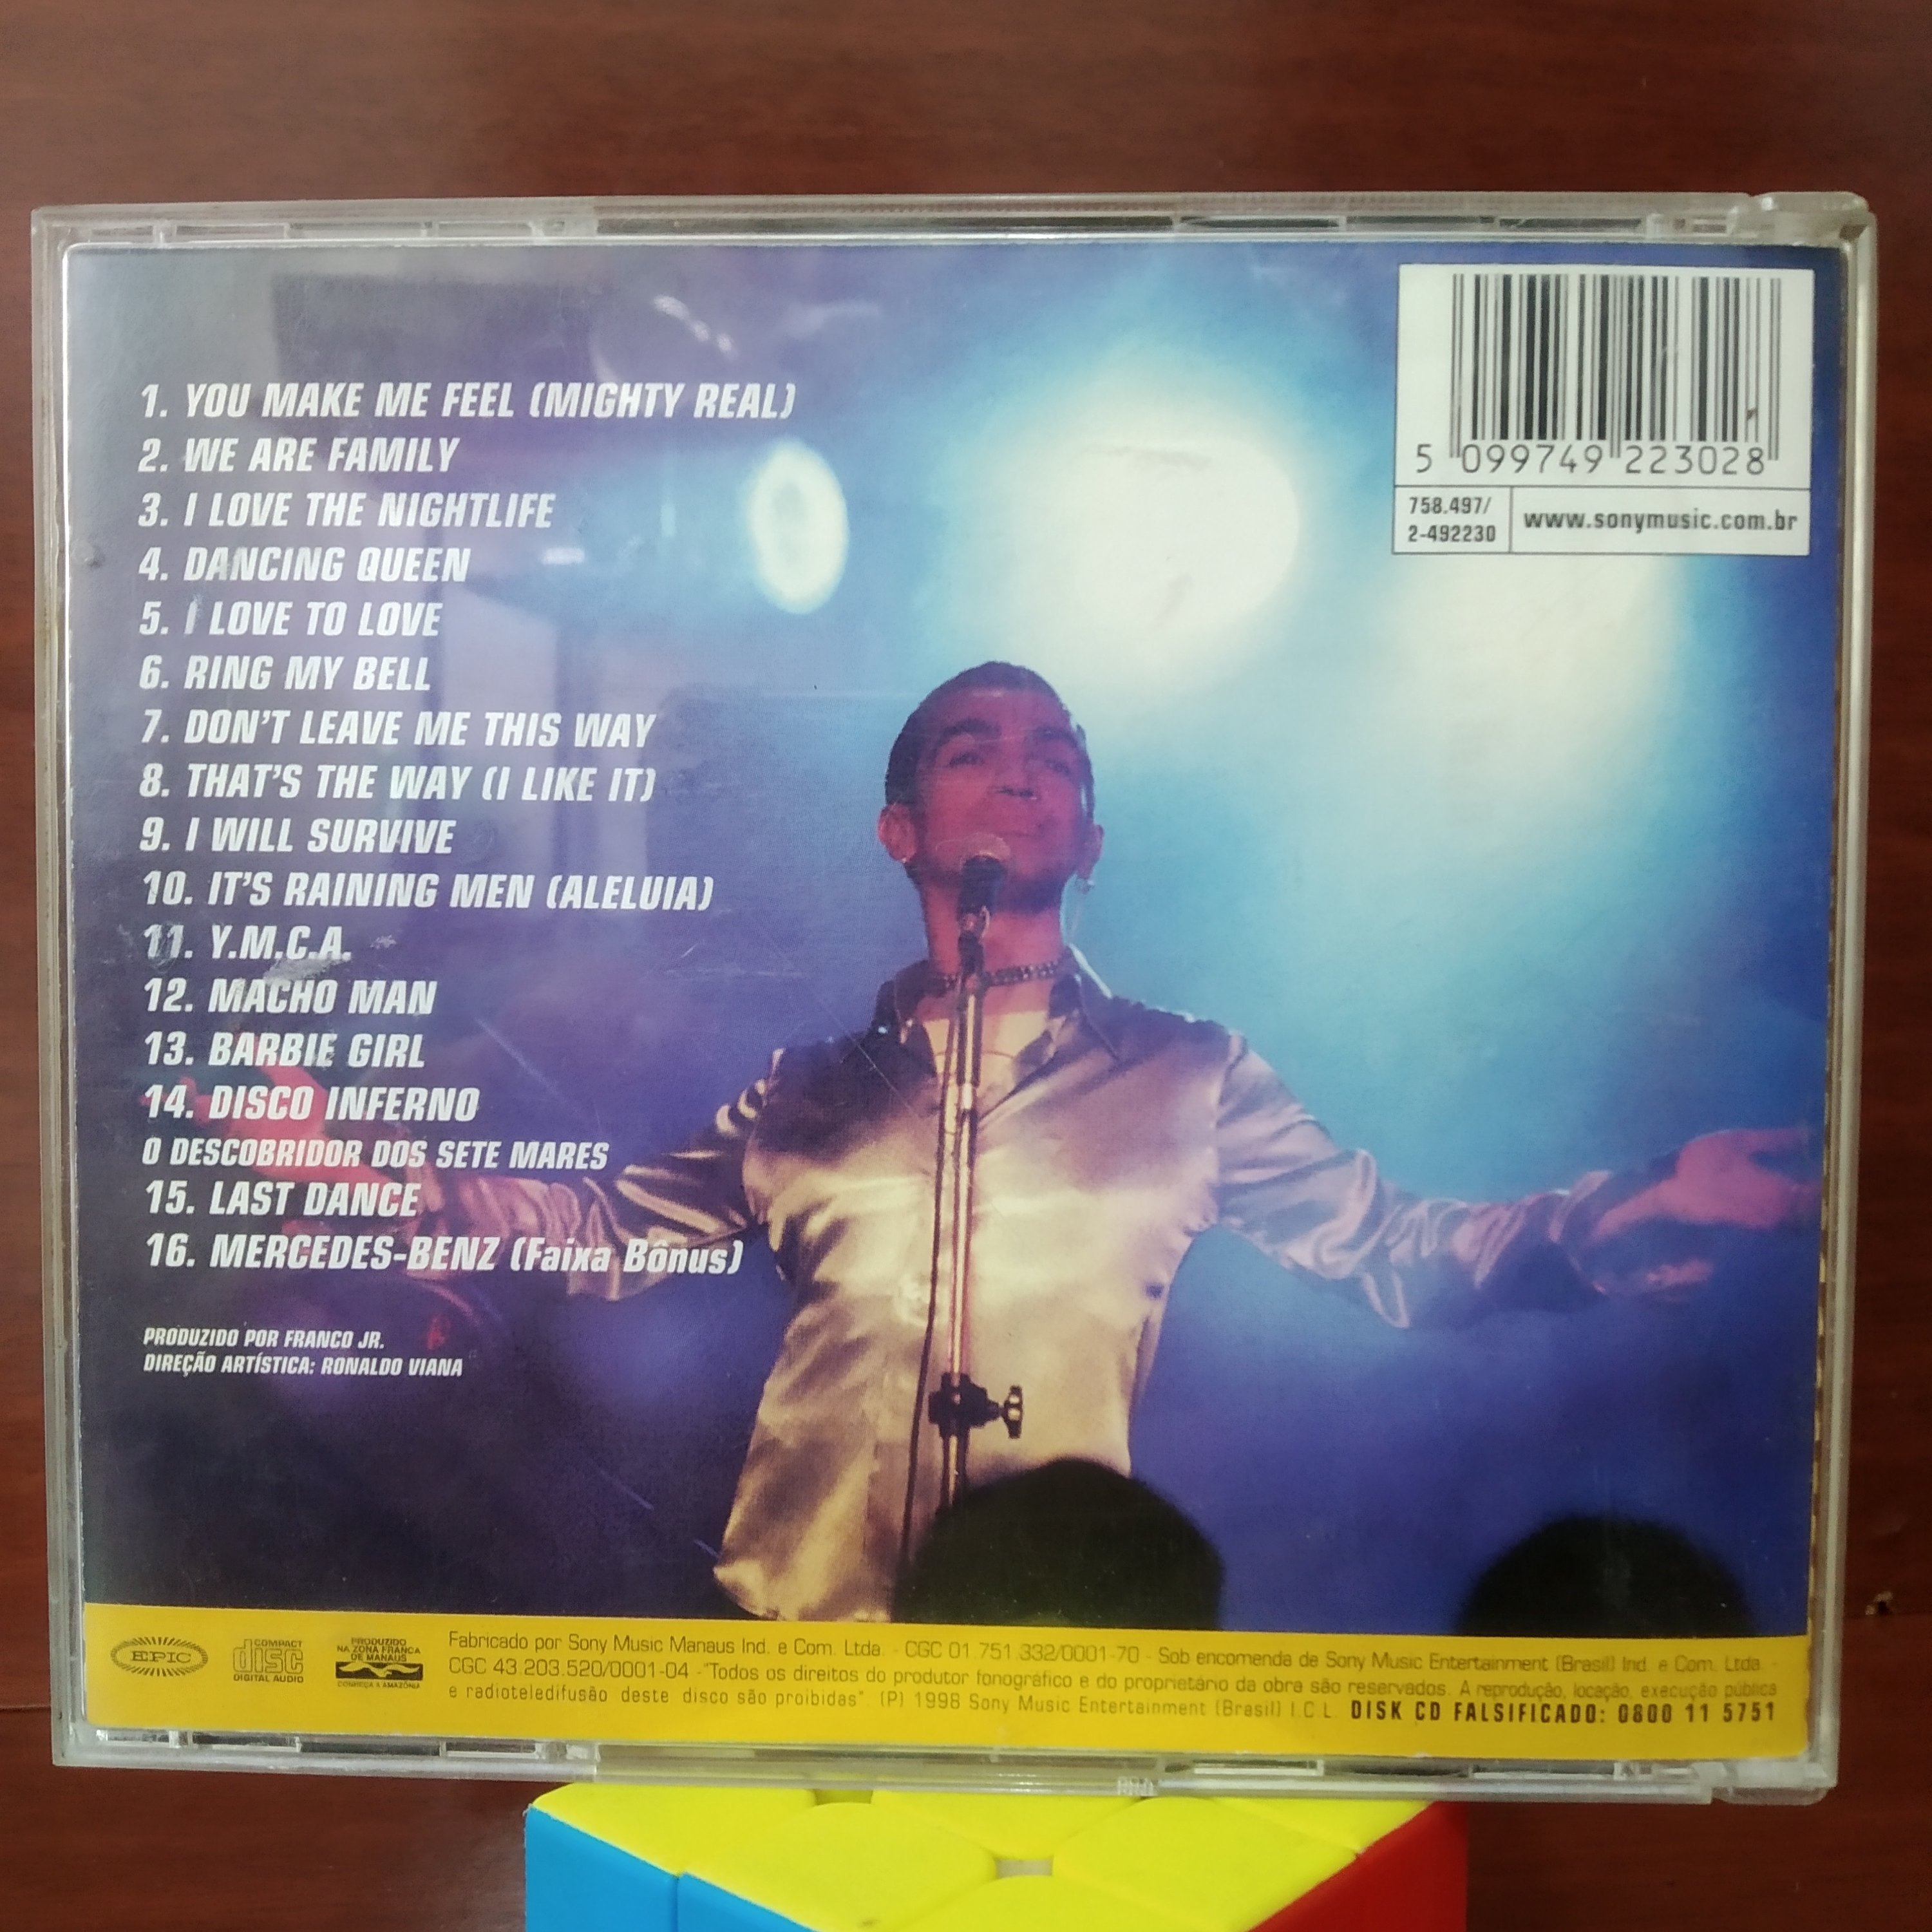 1. YOU MAKE ME FEEL (MIGHTY REAL)
2. WE ARE FAMILY
3. I LOVE THE NIGHTLIFE
4. DANCING QUEEN
5. I LOVE TO LOVE
6. RING MY BELL
7. DON'T LEAVE ME THIS WAY
8. THAT'S THE WAY (I LIKE IT)
9. I WILL SURVIVE
10. IT'S RAINING MEN (ALELUIA)
11. Y.M.C.A.
12. MACHO MAN
13. BARBIE GIRL
14. DISCO INFERNO
O DESCOBRIDOR DOS SETE MARES
15. LAST DANCE
16. MERCEDES-BENZ (Faixa Bônus)
PRODUZIDO POR FRANCO JR.
DIREÇÃO ARTÍSTICA: RONALDO VIANA
5 099749 223028
758.497/
2-492230
www.sonymusic.com.br
EPIC
COMPACT
disc
DIGITAL AUDIO
PRODUZIDO
NA ZONA FRANCA
DE MANAUS
CONHEÇA A AMAZÔNIA
Fabricado por Sony Music Manaus Ind. e Com. Ltda. - CGC 01.751.332/0001-70 - Sob encomenda de Sony Music Entertainment (Brasil) Ind. e Com. Ltda. -
CGC 43.203.520/0001-04 - "Todos os direitos do produtor fonográfico e do proprietário da obra são reservados. A reprodução, locação, execução pública
e radioteledifusão deste disco são proibidas". (P) 1998 Sony Music Entertainment (Brasil) I.C.L. DISK CD FALSIFICADO: 0800 11 5751